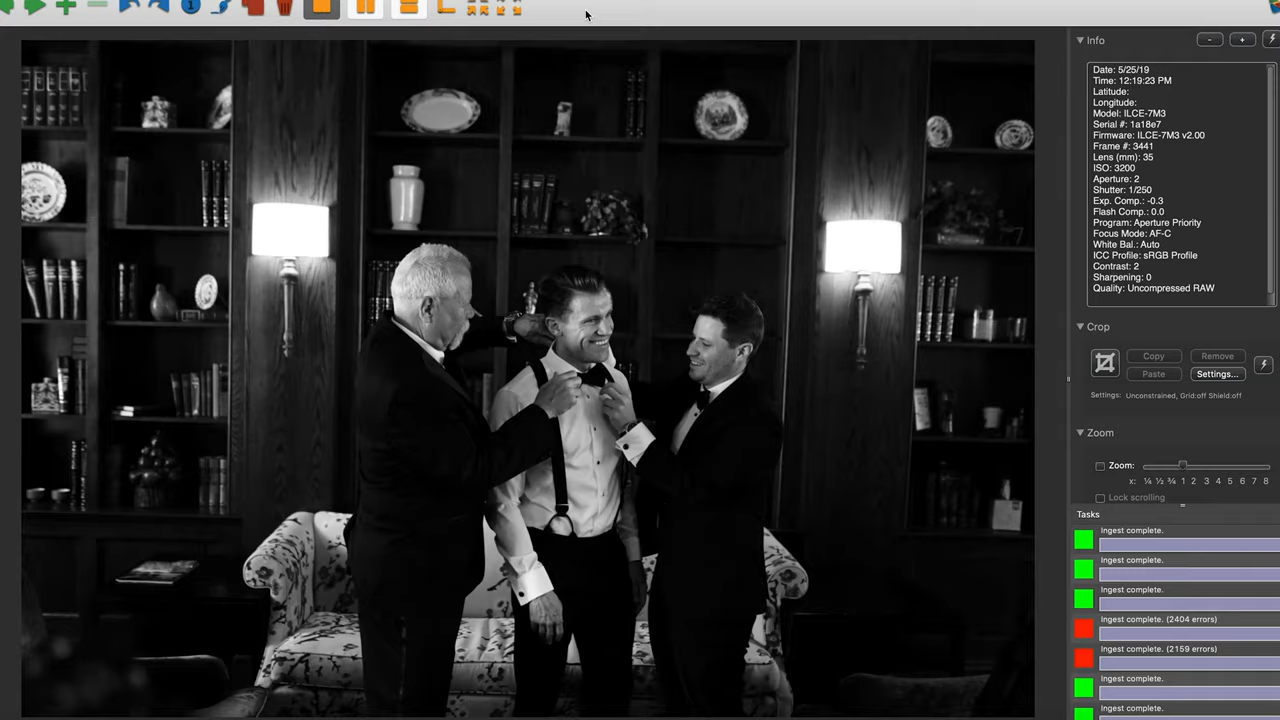 Info
Date: 5/25/19
Time: 12:19:23 PM
Latitude:
Longitude:
Model: ILCE-7M3
Serial #: 1a18e7
Firmware: ILCE-7M3 v2.00
Frame #: 3441
Lens (mm): 35
ISO: 3200
Aperture: 2
Shutter: 1/250
Exp. Comp.: -0.3
Flash Comp.: 0.0
Program: Aperture Priority
Focus Mode: AF-C
White Bal.: Auto
ICC Profile: sRGB Profile
Contrast: 2
Sharpening: 0
Quality: Uncompressed RAW
Crop
Copy Remove
Paste Settings...
Settings: Unconstrained, Grid:off Shield:off
Zoom
Zoom:
x: ¼ ½ ¾ 1 2 3 4 5 6 7 8
Lock scrolling
Tasks
Ingest complete.
Ingest complete.
Ingest complete.
Ingest complete. (2404 errors)
Ingest complete. (2159 errors)
Ingest complete.
Ingest complete.